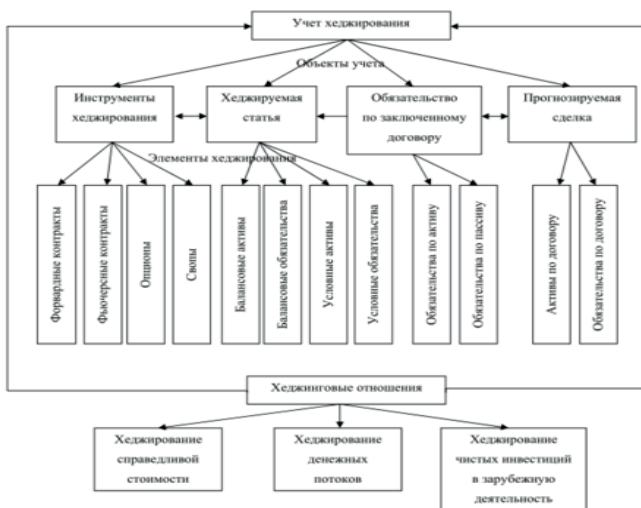 Учет хеджирования
Объекты учета
Инструменты
хеджирования
Хеджируемая
статья
Обязательство
по заключенному
договору
Прогнозируемая
сделка
Элементы хеджирования
Форвардные контракты
Фьючерсные контракты
Опционы
Свопы
Балансовые активы
Балансовые обязательства
Условные активы
Условные обязательства
Обязательства по активу
Обязательства по пассиву
Активы по договору
Обязательства по договору
Хеджинговые отношения
Хеджирование
справедливой
стоимости
Хеджирование
денежных
потоков
Хеджирование
чистых инвестиций
в зарубежную
деятельность